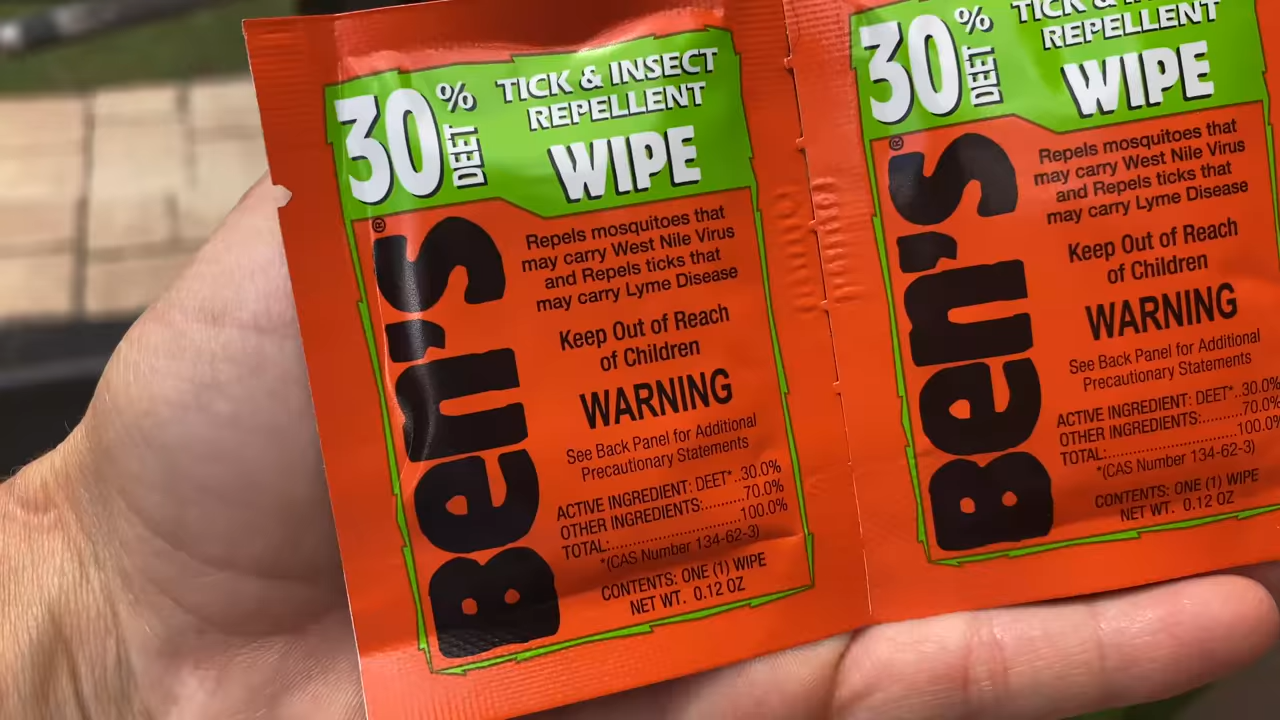 30% DEET
TICK & INSECT
REPELLENT
WIPE
Ben's®
Repels mosquitoes that
may carry West Nile Virus
and Repels ticks that
may carry Lyme Disease
Keep Out of Reach
of Children
WARNING
See Back Panel for Additional
Precautionary Statements
ACTIVE INGREDIENT: DEET*..30.0%
OTHER INGREDIENTS:..........70.0%
TOTAL:..............................100.0%
*(CAS Number 134-62-3)
CONTENTS: ONE (1) WIPE
NET WT. 0.12 OZ
30% DEET
TICK &
REPELLENT
WIPE
Ben's®
Repels mosquitoes that
may carry West Nile Virus
and Repels ticks that
may carry Lyme Disease
Keep Out of Reach
of Children
WARNING
See Back Panel for Additional
Precautionary Statements
ACTIVE INGREDIENT: DEET*..30.0%
OTHER INGREDIENTS:..........70.0%
TOTAL:..............................100.0%
*(CAS Number 134-62-3)
CONTENTS: ONE (1) WIPE
NET WT. 0.12 OZ